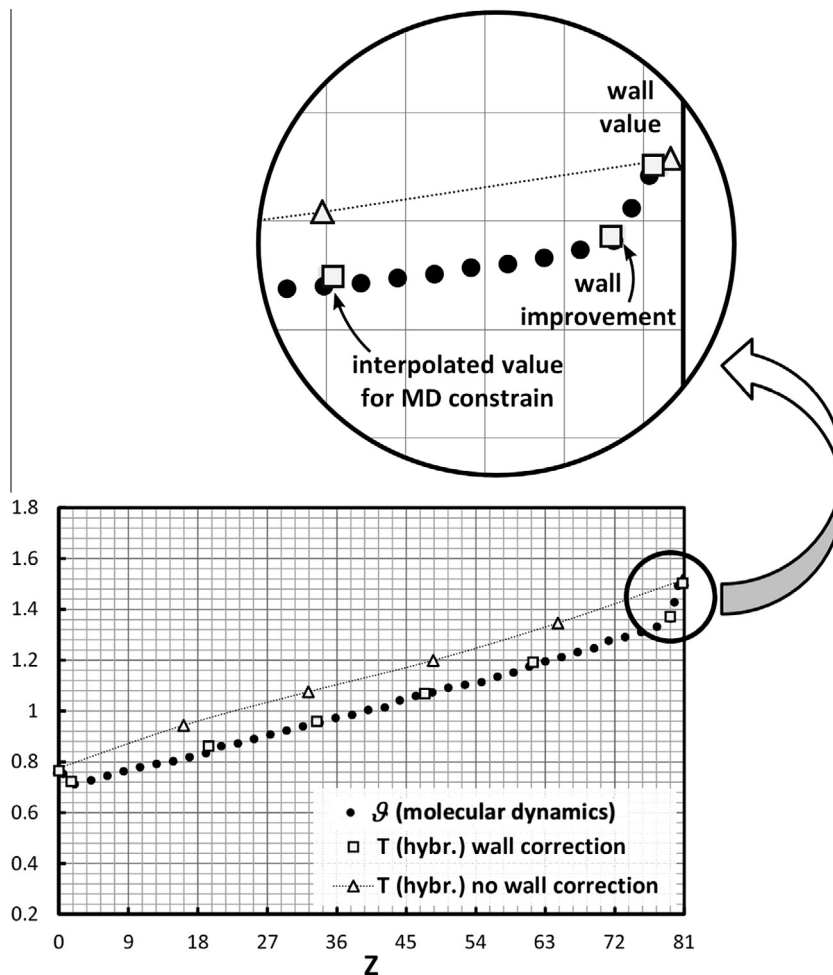 wall
value
wall
improvement
interpolated value
for MD constrain
1.8
1.6
1.4
1.2
1
0.8
0.6
0.4
0.2
ϑ (molecular dynamics)
T (hybr.) wall correction
T (hybr.) no wall correction
0 9 18 27 36 45 54 63 72 81
Z